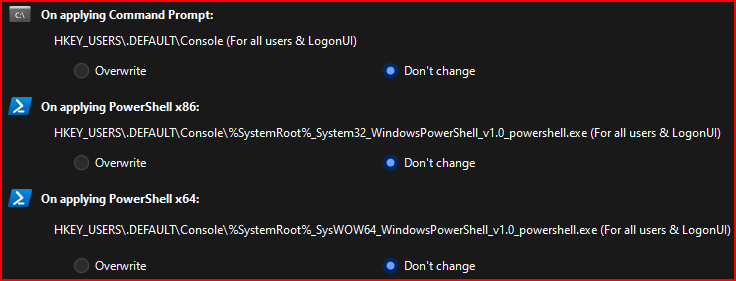 C:\
On applying Command Prompt:
HKEY_USERS\.DEFAULT\Console (For all users & LogonUI)
Overwrite Don't change
On applying PowerShell x86:
HKEY_USERS\.DEFAULT\Console\%SystemRoot%_System32_WindowsPowerShell_v1.0_powershell.exe (For all users & LogonUI)
Overwrite Don't change
On applying PowerShell x64:
HKEY_USERS\.DEFAULT\Console\%SystemRoot%_SysWOW64_WindowsPowerShell_v1.0_powershell.exe (For all users & LogonUI)
Overwrite Don't change